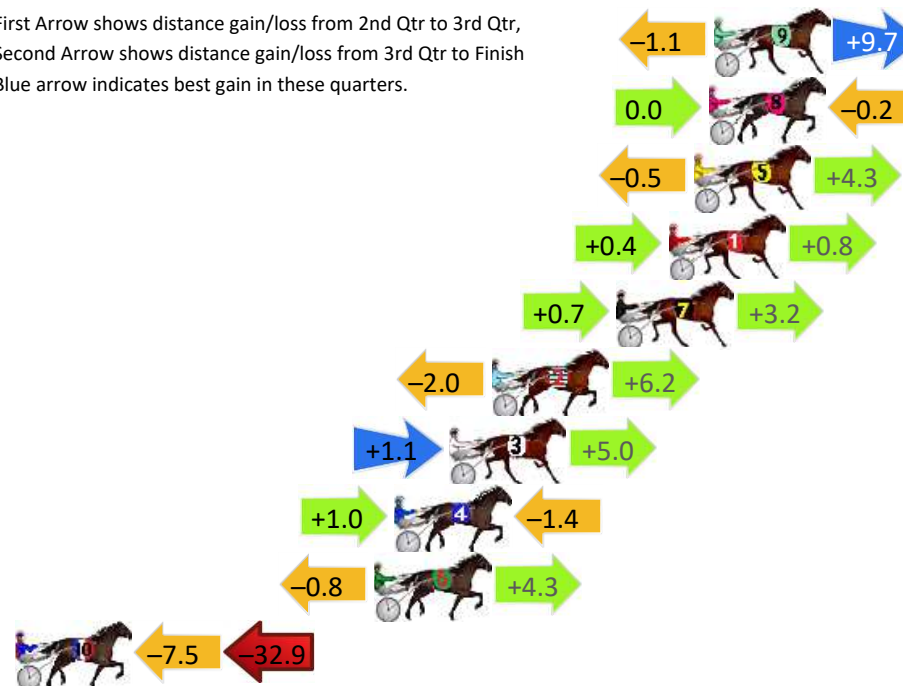 First Arrow shows distance gain/loss from 2nd Qtr to 3rd Qtr,
Second Arrow shows distance gain/loss from 3rd Qtr to Finish
Blue arrow indicates best gain in these quarters.
−1.1 9 +9.7
0.0 8 −0.2
−0.5 5 +4.3
+0.4 1 +0.8
+0.7 7 +3.2
−2.0 2 +6.2
+1.1 3 +5.0
+1.0 4 −1.4
−0.8 6 +4.3
10 −7.5 −32.9